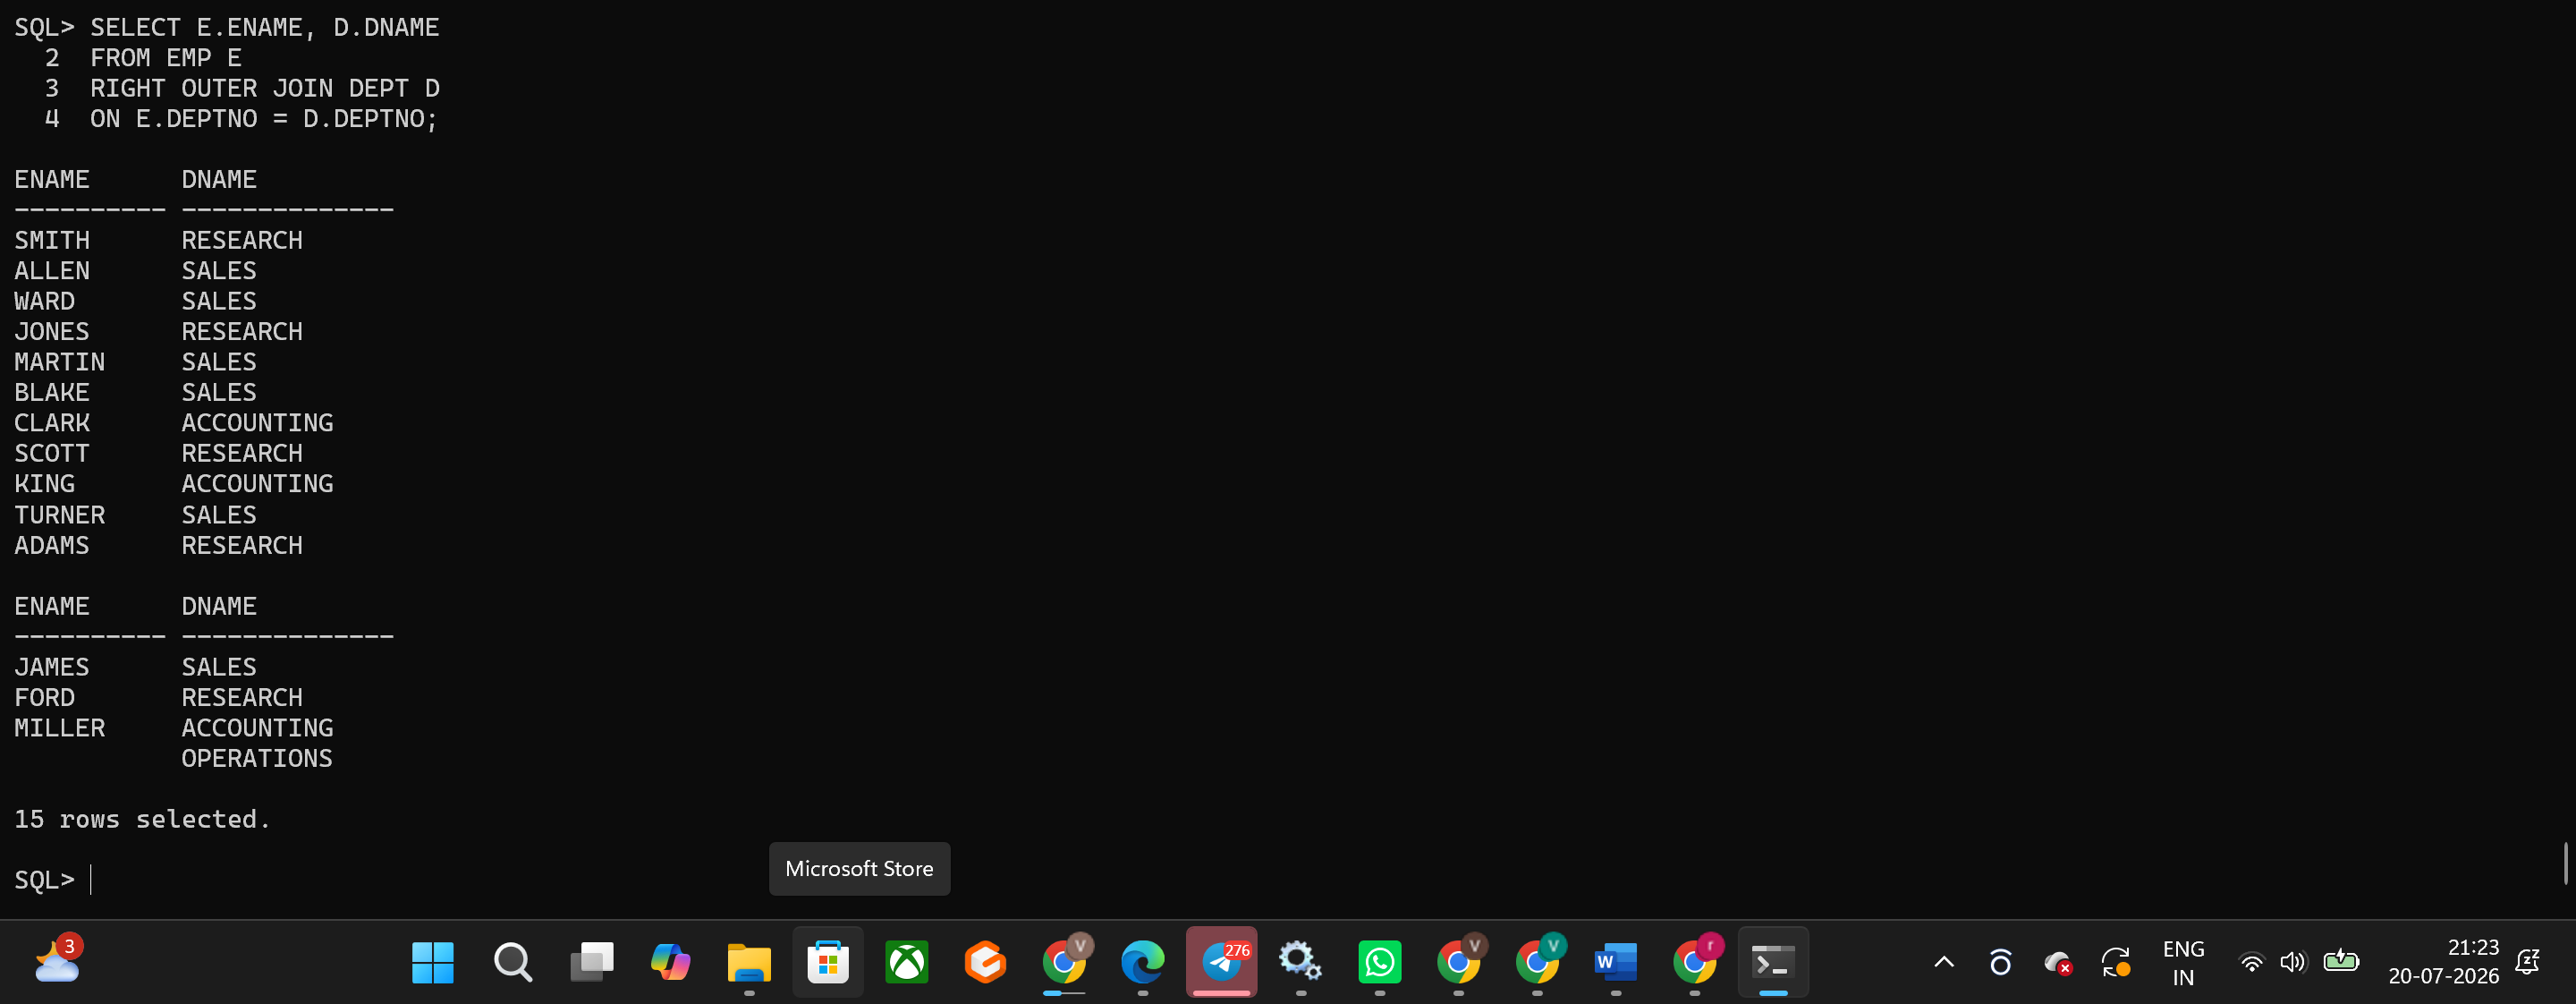 SQL> SELECT E.ENAME, D.DNAME
  2  FROM EMP E
  3  RIGHT OUTER JOIN DEPT D
  4  ON E.DEPTNO = D.DEPTNO;
ENAME      DNAME
---------- --------------
SMITH      RESEARCH
ALLEN      SALES
WARD       SALES
JONES      RESEARCH
MARTIN     SALES
BLAKE      SALES
CLARK      ACCOUNTING
SCOTT      RESEARCH
KING       ACCOUNTING
TURNER     SALES
ADAMS      RESEARCH
ENAME      DNAME
---------- --------------
JAMES      SALES
FORD       RESEARCH
MILLER     ACCOUNTING
           OPERATIONS
15 rows selected.
SQL>
Microsoft Store
3
V
276
V
V
W
r
ENG
IN
21:23
20-07-2026